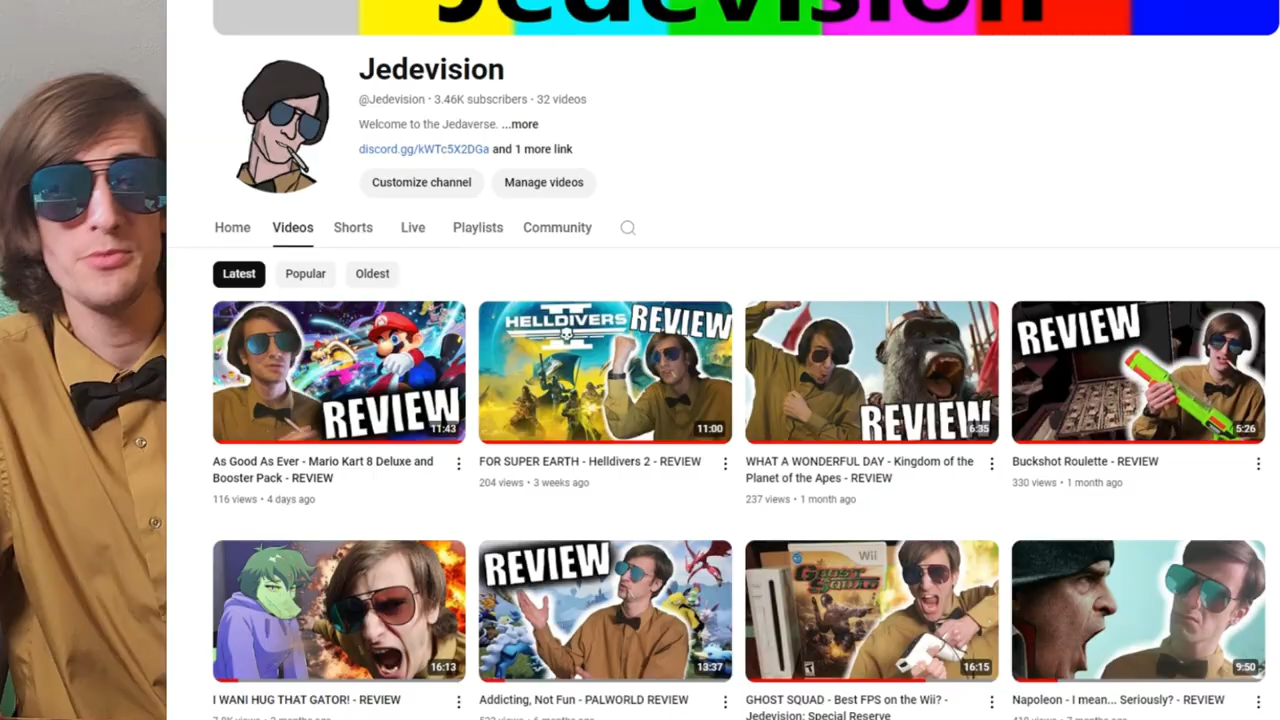 Jedevision
Jedevision
@Jedevision · 3.46K subscribers · 32 videos
Welcome to the Jedaverse. ...more
discord.gg/kWTc5X2DGa and 1 more link
Customize channel Manage videos
Home Videos Shorts Live Playlists Community
Latest Popular Oldest
REVIEW
11:43
HELLDIVERS II REVIEW
11:00
REVIEW
6:35
REVIEW
5:26
As Good As Ever - Mario Kart 8 Deluxe and
Booster Pack - REVIEW
116 views • 4 days ago
FOR SUPER EARTH - Helldivers 2 - REVIEW
204 views • 3 weeks ago
WHAT A WONDERFUL DAY - Kingdom of the
Planet of the Apes - REVIEW
237 views • 1 month ago
Buckshot Roulette - REVIEW
330 views • 1 month ago
16:13
REVIEW
13:37
Wii
GHOST SQUAD
16:15
9:50
I WANI HUG THAT GATOR! - REVIEW
Addicting, Not Fun - PALWORLD REVIEW
GHOST SQUAD - Best FPS on the Wii? -
Jedevision: Special Reserve
Napoleon - I mean... Seriously? - REVIEW